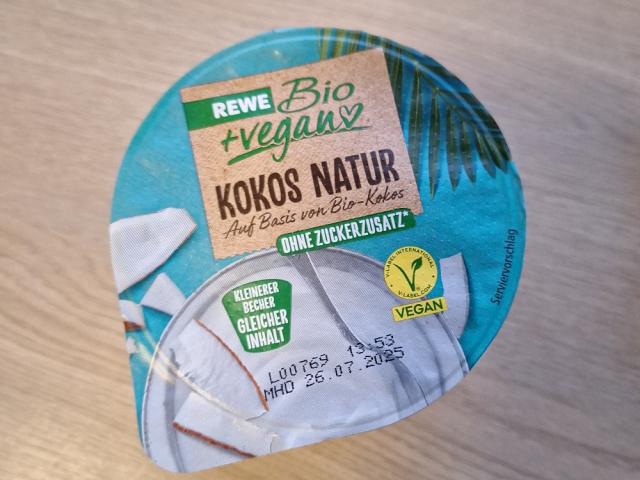 REWE Bio
+vegan
KOKOS NATUR
Auf Basis von Bio-Kokos
OHNE ZUCKERZUSATZ*
KLEINERER
BECHER
GLEICHER
INHALT
V-LABEL INTERNATIONAL
V-LABEL.COM
VEGAN
Serviervorschlag
L00769 13:53
MHD 26.07.2025